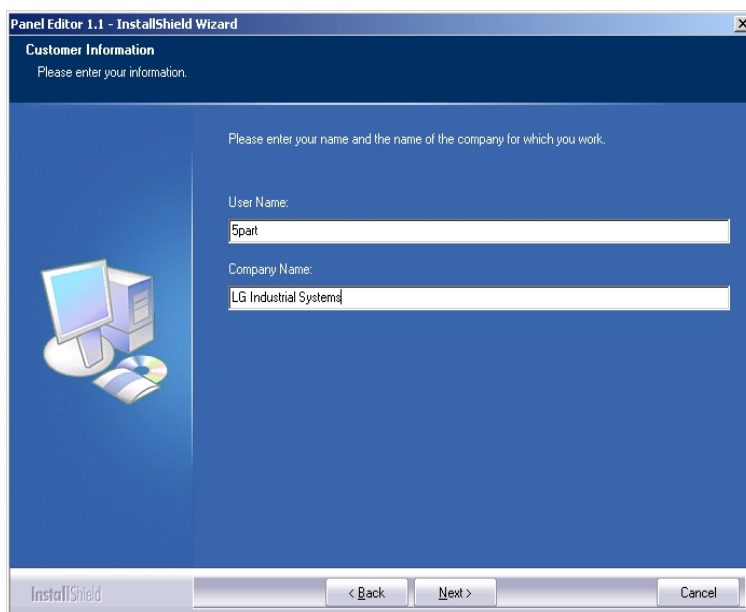 Panel Editor 1.1 - InstallShield Wizard
Customer Information
Please enter your information.
Please enter your name and the name of the company for which you work.
User Name:
5part
Company Name:
LG Industrial Systems
InstallShield
< Back
Next >
Cancel